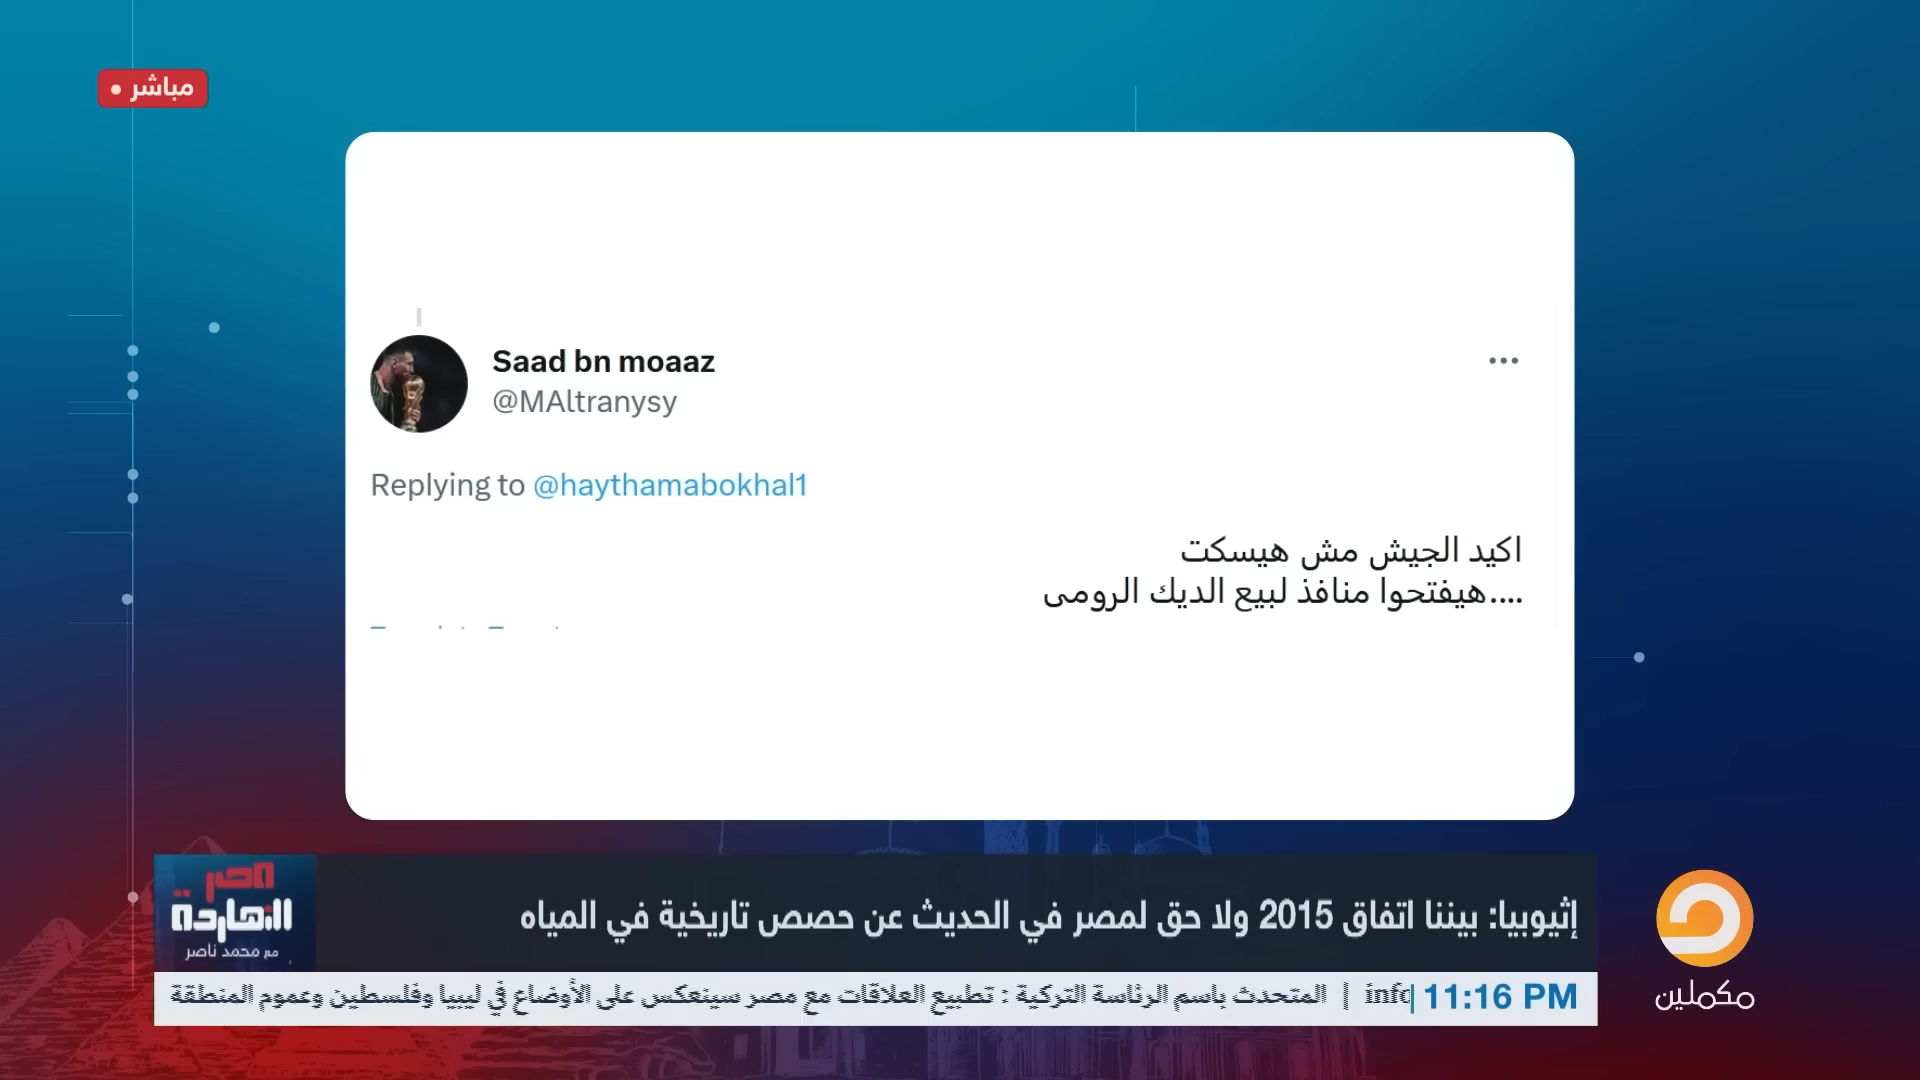 مباشر
Saad bn moaaz
@MAltranysy
Replying to @haythamabokhal1
اكيد الجيش مش هيسكت
....هيفتحوا منافذ لبيع الديك الرومى
إثيوبيا: بيننا اتفاق 2015 ولا حق لمصر في الحديث عن حصص تاريخية في المياه
مصر
النهاردة
مع محمد ناصر
11:16 PM
info | المتحدث باسم الرئاسة التركية : تطبيع العلاقات مع مصر سينعكس على الأوضاع في ليبيا وفلسطين وعموم المنطقة
مكملين